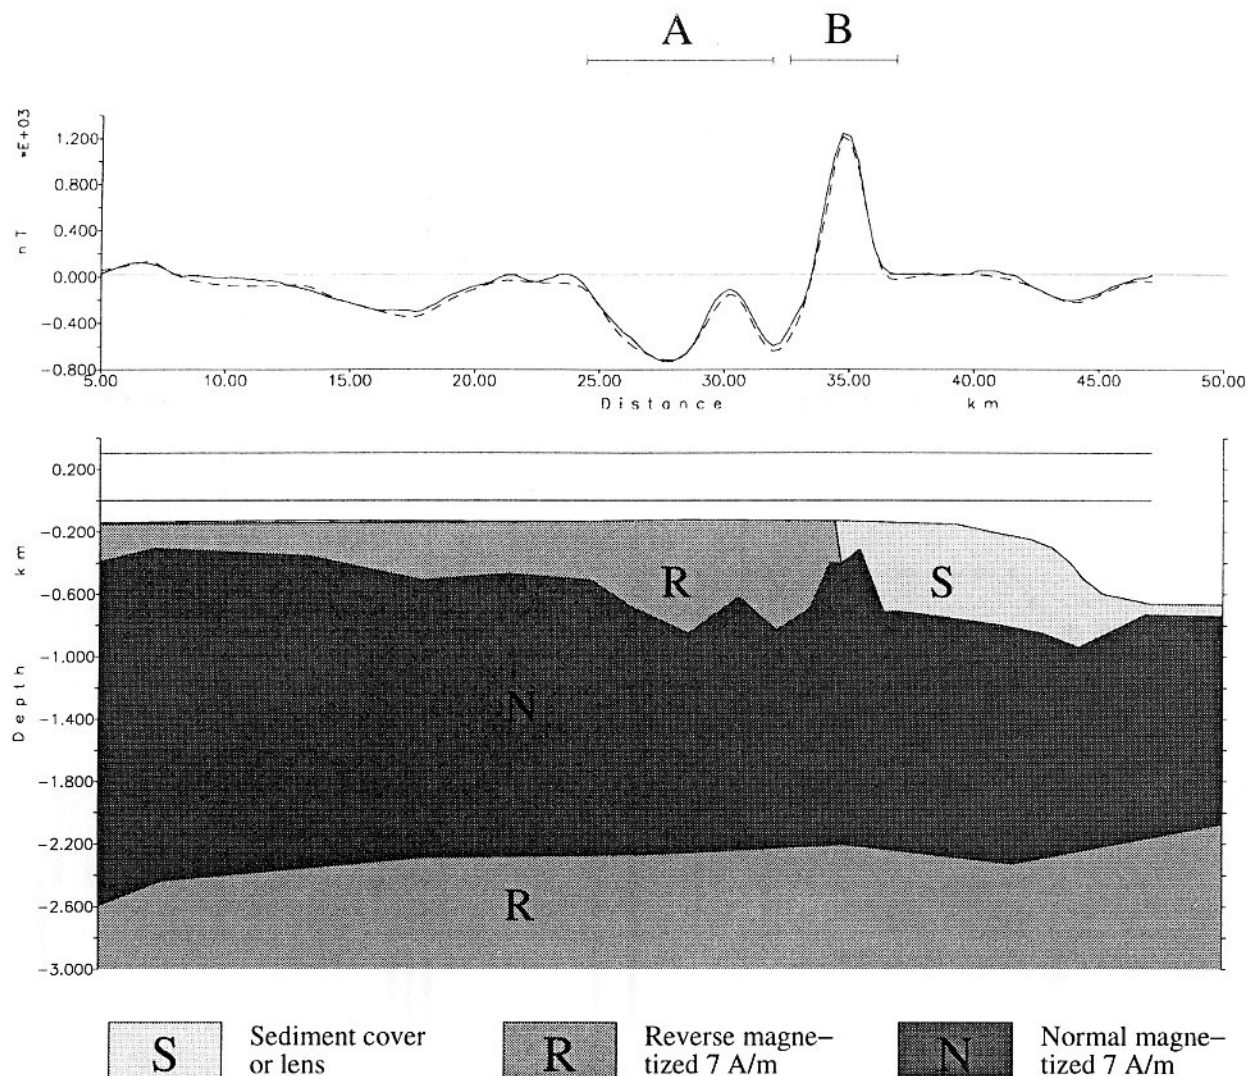 A B
*E+03
nT
1.200
0.800
0.400
0.000
−0.400
−0.800
5.00 10.00 15.00 20.00 25.00 30.00 35.00 40.00 45.00 50.00
Distance km
Depth km
0.200
−0.200
−0.600
−1.000
−1.400
−1.800
−2.200
−2.600
−3.000
R
S
N
R
S Sediment cover
or lens
R Reverse magne–
tized 7 A/m
N Normal magne–
tized 7 A/m